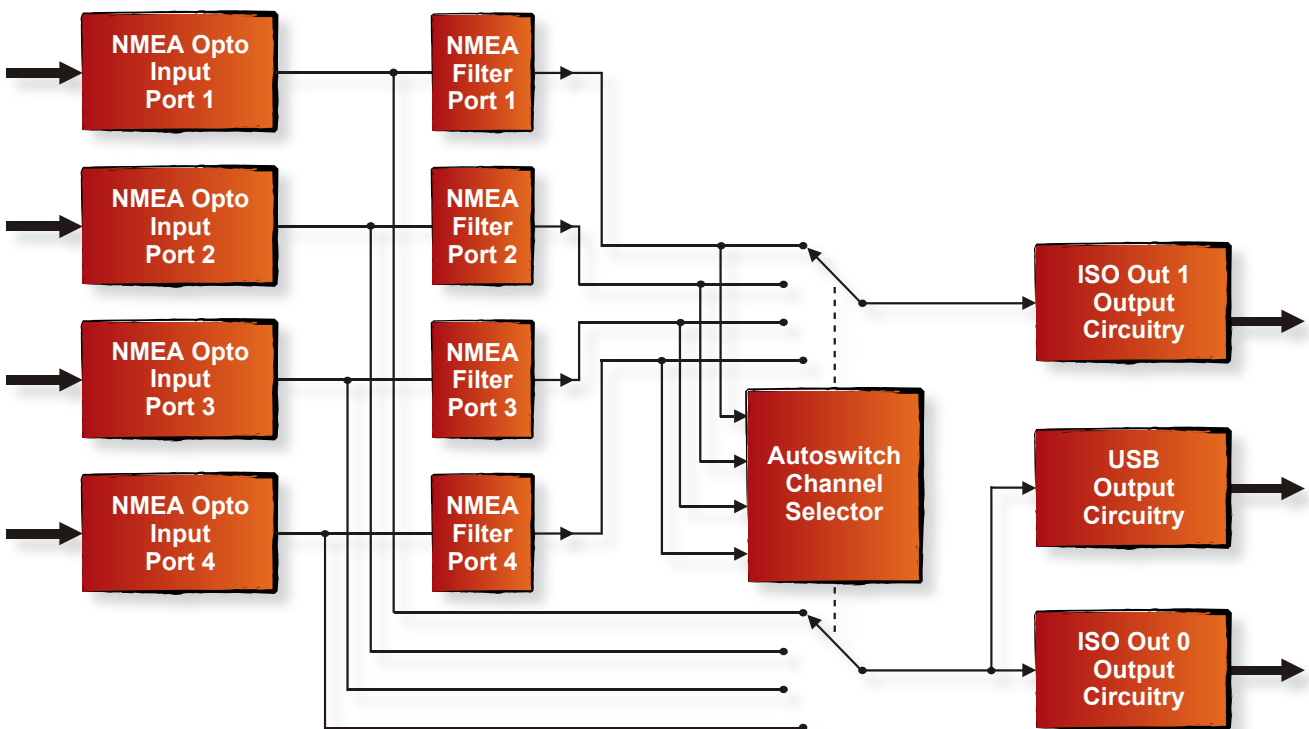 NMEA Opto
Input
Port 1
NMEA
Filter
Port 1
NMEA Opto
Input
Port 2
NMEA
Filter
Port 2
NMEA Opto
Input
Port 3
NMEA
Filter
Port 3
NMEA Opto
Input
Port 4
NMEA
Filter
Port 4
Autoswitch
Channel
Selector
ISO Out 1
Output
Circuitry
USB
Output
Circuitry
ISO Out 0
Output
Circuitry